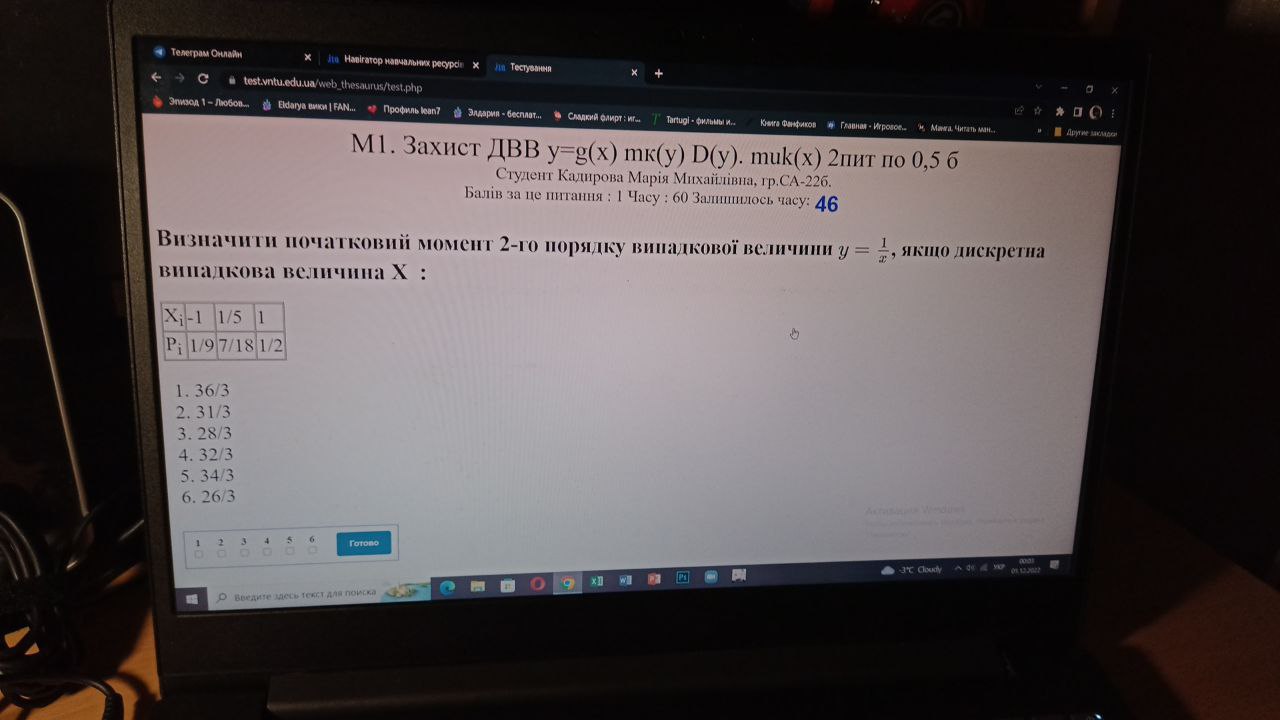 Телеграм Онлайн
Навігатор навчальних ресурсів
Тестування
test.vntu.edu.ua/web_thesaurus/test.php
Эпизод 1 – Любов...
Eldarya вики | FAN...
Профиль lean7
Элдария - бесплат...
Сладкий флирт : иг...
Tartugi - фильмы и...
Книга Фанфиков
Главная - Игровое...
Манга. Читать ман...
»
Другие закладки
М1. Захист ДВВ y=g(x) mк(y) D(y). muk(x) 2пит по 0,5 б
Студент Кадирова Марія Михайлівна, гр.СА-22б.
Балів за це питання : 1 Часу : 60 Залишилось часу: 46
Визначити початковий момент 2-го порядку випадкової величини y = 1/x, якщо дискретна
випадкова величина X :
Xi -1 1/5 1
Pi 1/9 7/18 1/2
1. 36/3
2. 31/3
3. 28/3
4. 32/3
5. 34/3
6. 26/3
1 2 3 4 5 6
Готово
Активация Windows
Введите здесь текст для поиска
-3°C Cloudy
УКР
00:03
01.12.2022